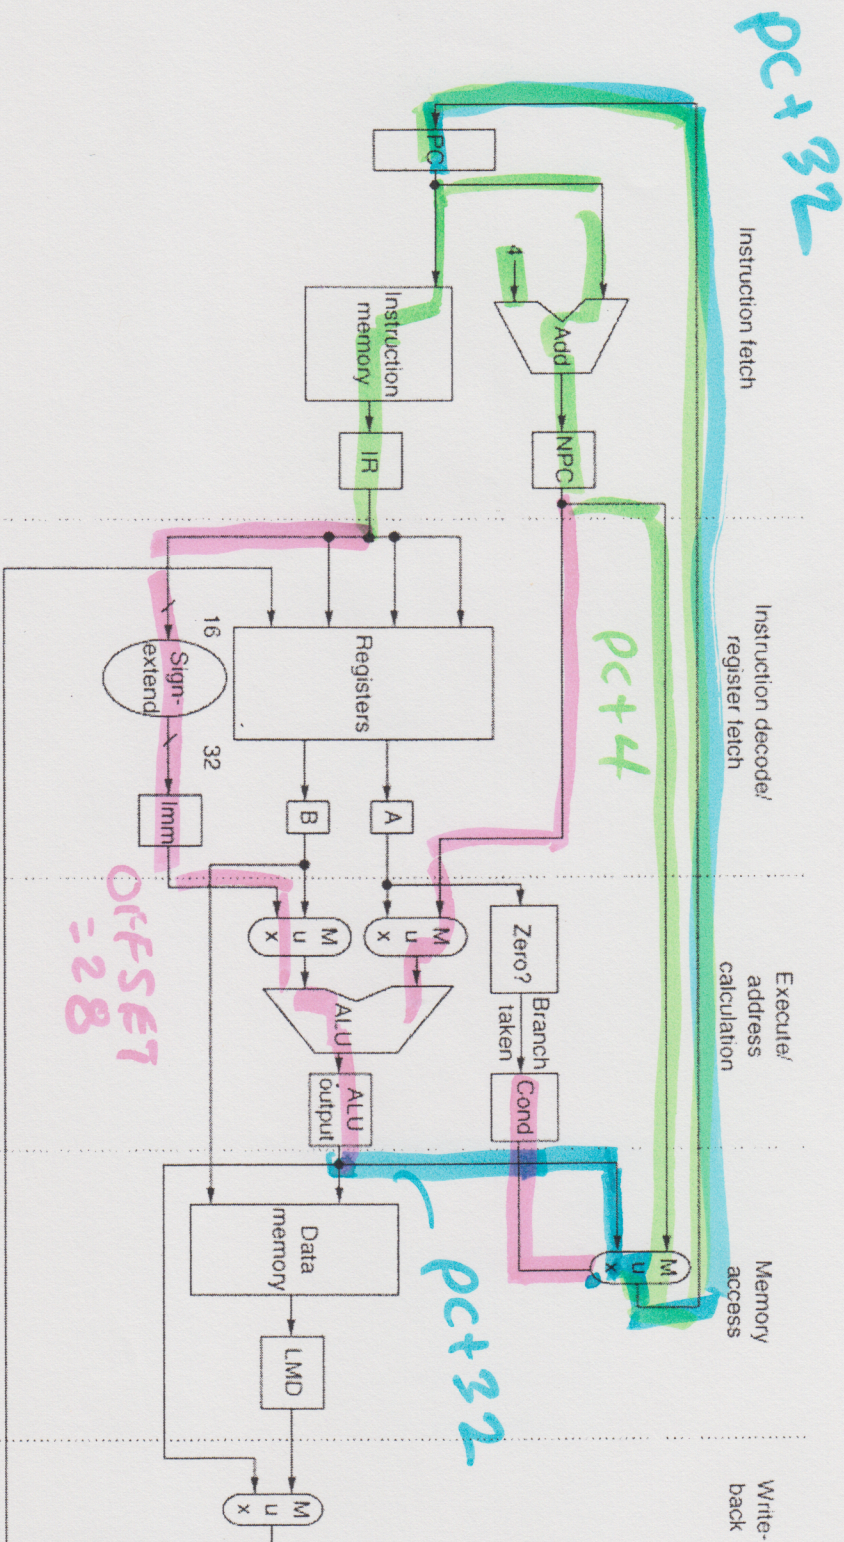 PC+32
Instruction fetch
Instruction decode/
register fetch
Execute/
address
calculation
Memory
access
Write-
back
4
Add
NPC
PC
Instruction
memory
IR
PC+4
16
Sign-
extend
32
Registers
A
B
Imm
OFFSET
=28
Zero?
Branch
taken
Cond
M
u
x
M
u
x
ALU
ALU
output
M
u
x
PC+32
Data
memory
LMD
M
u
x